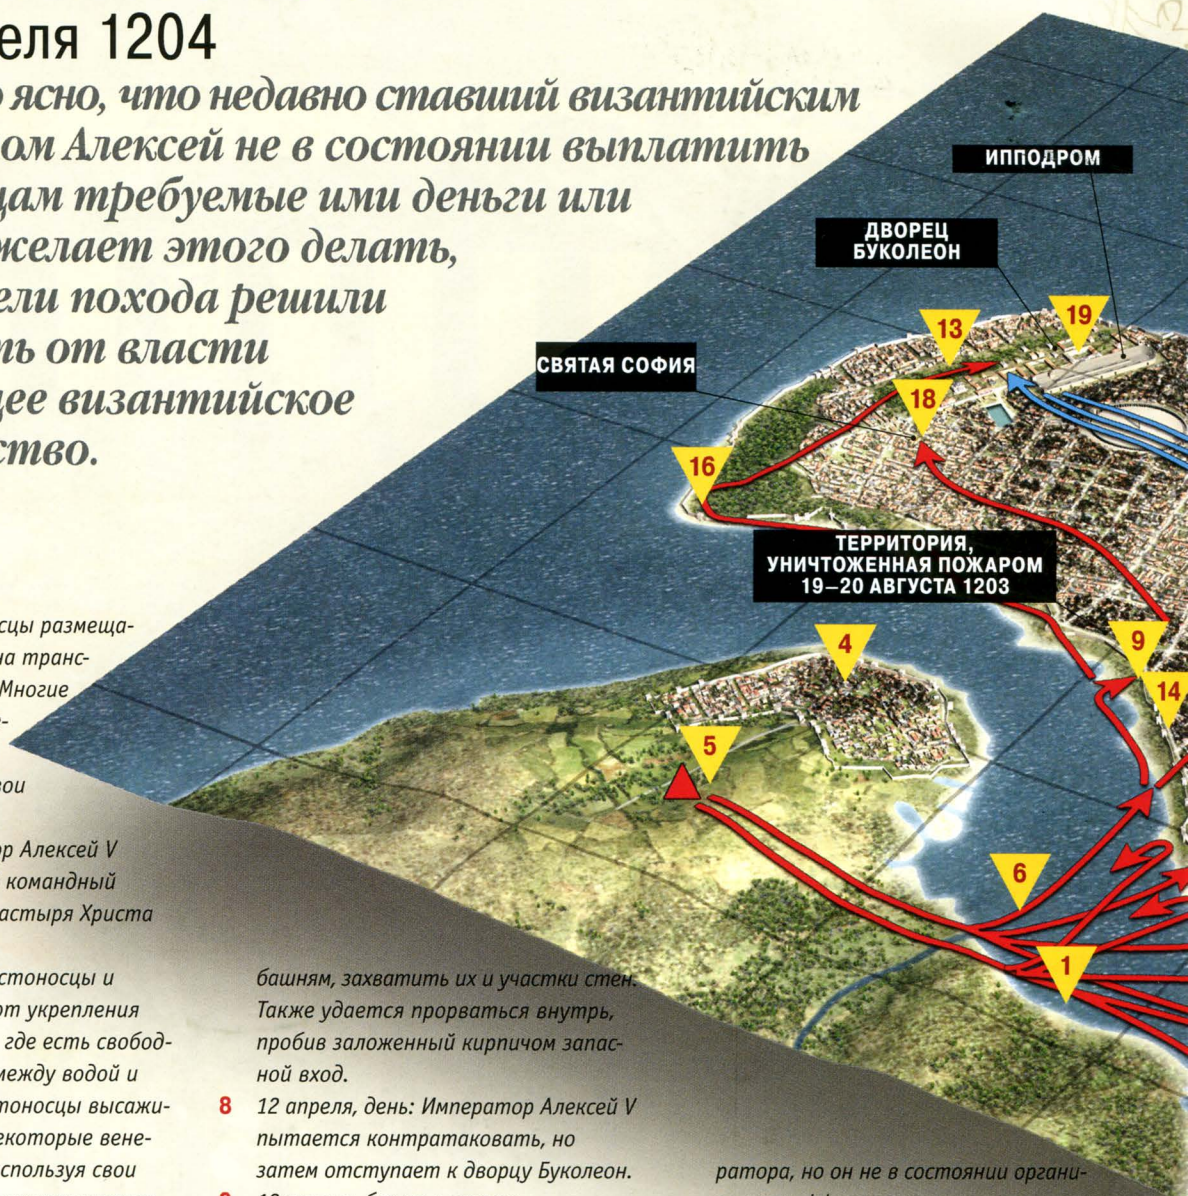 еля 1204
ясно, что недавно ставший византийским
ом Алексей не в состоянии выплатить
цам требуемые ими деньги или
желает этого делать,
ели похода решили
ть от власти
щее византийское
ство.
ИППОДРОМ
ДВОРЕЦ
БУКОЛЕОН
19
13
СВЯТАЯ СОФИЯ
18
16
ТЕРРИТОРИЯ,
УНИЧТОЖЕННАЯ ПОЖАРОМ
19–20 АВГУСТА 1203
4
9
14
5
6
1
сцы размеща-
на транс-
Многие
е-
вои
ор Алексей V
командный
астыря Христа
стоносцы и
от укрепления
где есть свобод-
между водой и
тоносцы высажи-
екоторые вене-
спользуя свои
башням, захватить их и участки стен.
Также удается прорваться внутрь,
пробив заложенный кирпичом запас-
ной вход.
8 12 апреля, день: Император Алексей V
пытается контратаковать, но
затем отступает к дворцу Буколеон.
ратора, но он не в состоянии органи-